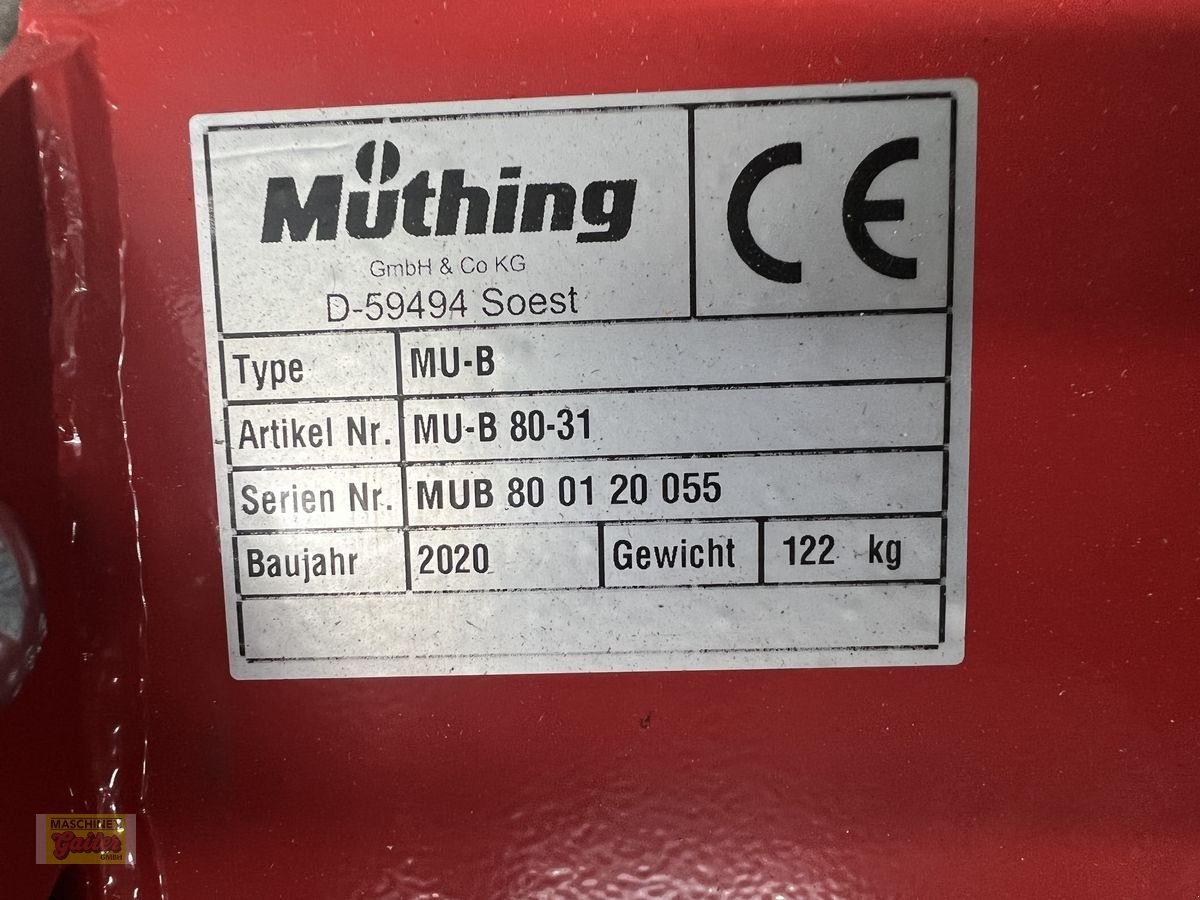 Müthing
GmbH & Co KG
D-59494 Soest
CE
Type MU-B
Artikel Nr. MU-B 80-31
Serien Nr. MUB 80 01 20 055
Baujahr 2020 Gewicht 122 kg
MASCHINEN
Gailer
GMBH